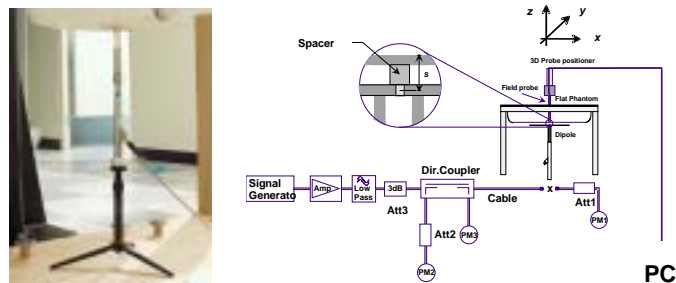 z
y
x
3D Probe positioner
Spacer
s
Field probe
Flat Phantom
Dipole
Dir.Coupler
Signal
Generato
Amp
Low
Pass
3dB
Cable
x
Att1
Att3
PM1
Att2
PM3
PM2
PC